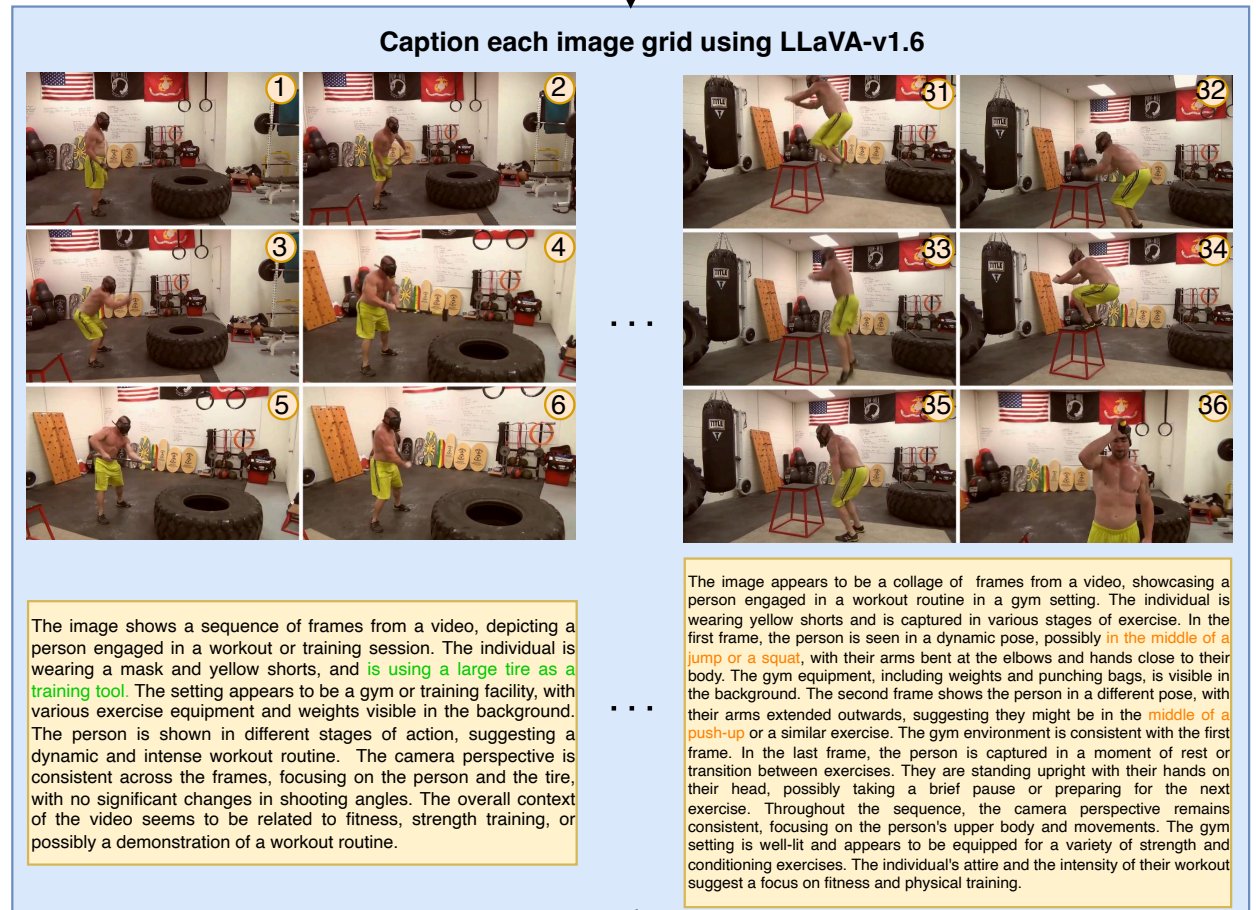 Caption each image grid using LLaVA-v1.6
1
2
3
4
5
6
. . .
31
32
33
34
35
36
TITLE
TITLE
TITLE
TITLE
TITLE
The image shows a sequence of frames from a video, depicting a
person engaged in a workout or training session. The individual is
wearing a mask and yellow shorts, and is using a large tire as a
training tool. The setting appears to be a gym or training facility, with
various exercise equipment and weights visible in the background.
The person is shown in different stages of action, suggesting a
dynamic and intense workout routine. The camera perspective is
consistent across the frames, focusing on the person and the tire,
with no significant changes in shooting angles. The overall context
of the video seems to be related to fitness, strength training, or
possibly a demonstration of a workout routine.
. . .
The image appears to be a collage of frames from a video, showcasing a
person engaged in a workout routine in a gym setting. The individual is
wearing yellow shorts and is captured in various stages of exercise. In the
first frame, the person is seen in a dynamic pose, possibly in the middle of a
jump or a squat, with their arms bent at the elbows and hands close to their
body. The gym equipment, including weights and punching bags, is visible in
the background. The second frame shows the person in a different pose, with
their arms extended outwards, suggesting they might be in the middle of a
push-up or a similar exercise. The gym environment is consistent with the first
frame. In the last frame, the person is captured in a moment of rest or
transition between exercises. They are standing upright with their hands on
their head, possibly taking a brief pause or preparing for the next
exercise. Throughout the sequence, the camera perspective remains
consistent, focusing on the person's upper body and movements. The gym
setting is well-lit and appears to be equipped for a variety of strength and
conditioning exercises. The individual's attire and the intensity of their workout
suggest a focus on fitness and physical training.